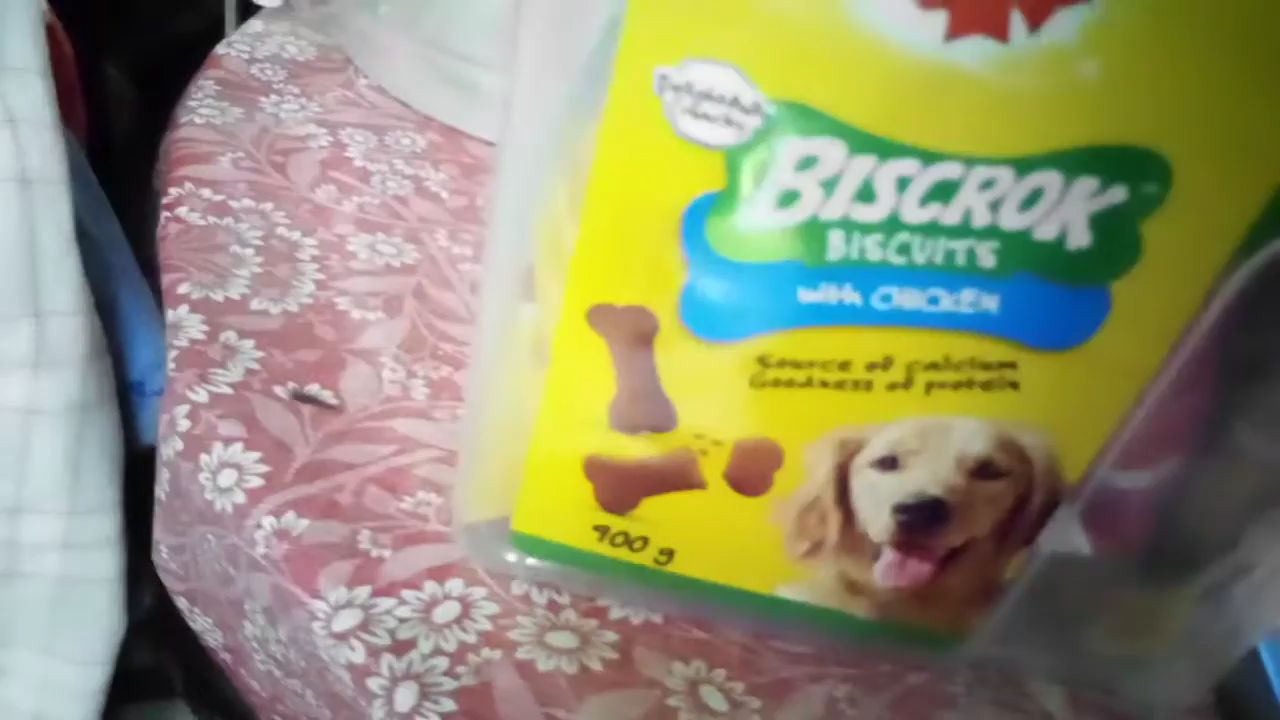 BISCROK
BISCUITS
with CHICKEN
Source of calcium
Goodness of protein
900 g